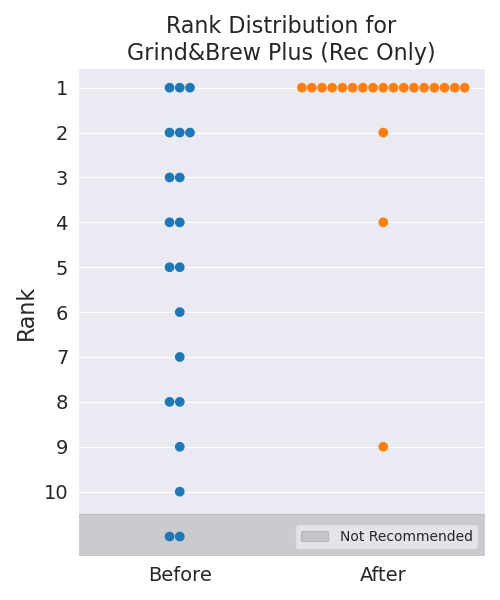 Rank Distribution for
Grind&Brew Plus (Rec Only)
Rank
1
2
3
4
5
6
7
8
9
10
Not Recommended
Before
After